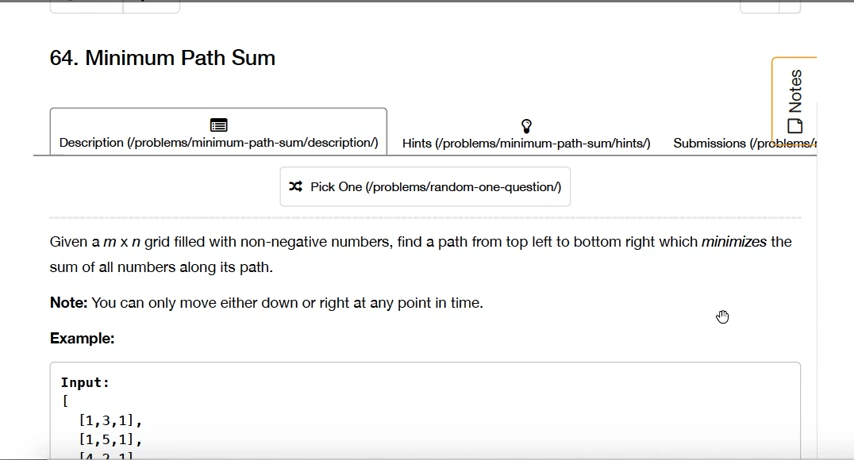 64. Minimum Path Sum
Notes
Description (/problems/minimum-path-sum/description/) Hints (/problems/minimum-path-sum/hints/) Submissions (/problems/
Pick One (/problems/random-one-question/)
Given a m x n grid filled with non-negative numbers, find a path from top left to bottom right which minimizes the
sum of all numbers along its path.
Note: You can only move either down or right at any point in time.
Example:
Input:
[
[1,3,1],
[1,5,1],
[4,2,1]